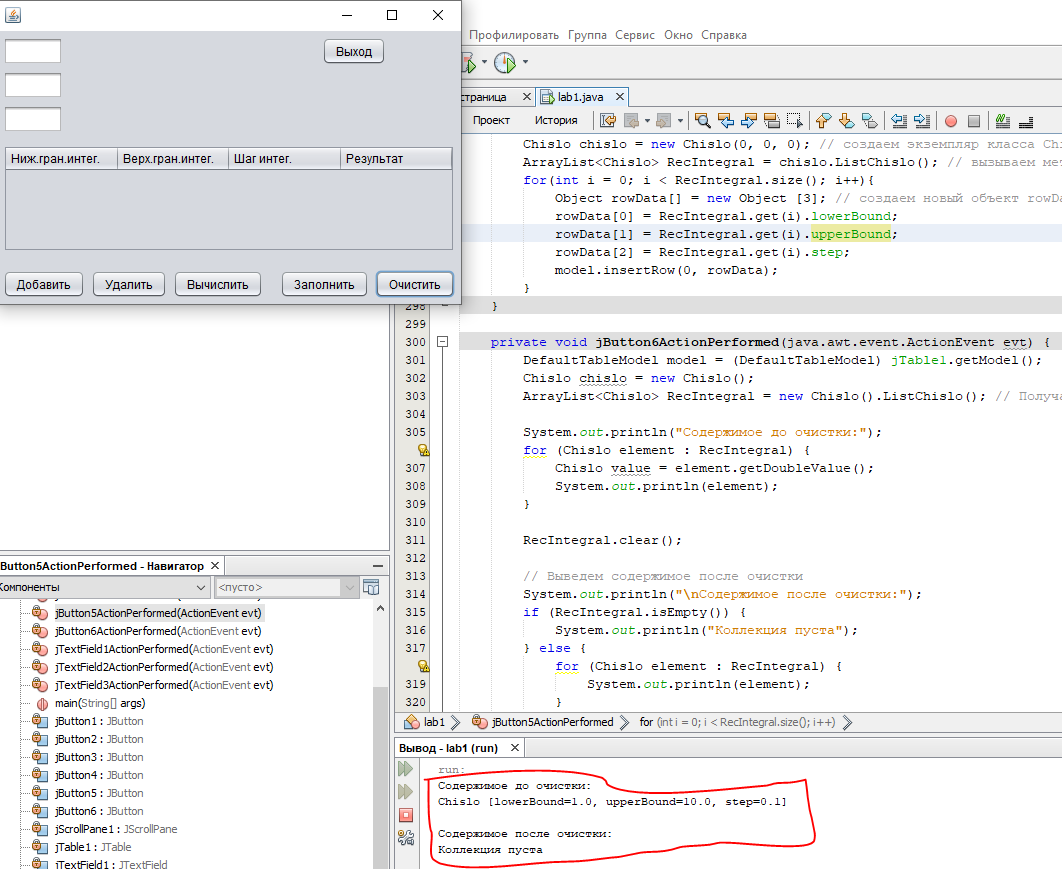 Выход
Ниж.гран.интег. Верх.гран.интег. Шаг интег. Результат
Добавить Удалить Вычислить Заполнить Очистить
Профилировать Группа Сервис Окно Справка
страница lab1.java
Проект История
Chislo chislo = new Chislo(0, 0, 0); // создаем экземпляр класса Chi
ArrayList<Chislo> RecIntegral = chislo.ListChislo(); // вызываем мет
for(int i = 0; i < RecIntegral.size(); i++){
Object rowData[] = new Object [3]; // создаем новый объект rowDa
rowData[0] = RecIntegral.get(i).lowerBound;
rowData[1] = RecIntegral.get(i).upperBound;
rowData[2] = RecIntegral.get(i).step;
model.insertRow(0, rowData);
}
298 }
299
300 private void jButton6ActionPerformed(java.awt.event.ActionEvent evt) {
301 DefaultTableModel model = (DefaultTableModel) jTable1.getModel();
302 Chislo chislo = new Chislo();
303 ArrayList<Chislo> RecIntegral = new Chislo().ListChislo(); // Получа
304
305 System.out.println("Содержимое до очистки:");
for (Chislo element : RecIntegral) {
307 Chislo value = element.getDoubleValue();
308 System.out.println(element);
309 }
310
311 RecIntegral.clear();
312
313 // Выведем содержимое после очистки
314 System.out.println("\nСодержимое после очистки:");
315 if (RecIntegral.isEmpty()) {
316 System.out.println("Коллекция пуста");
317 } else {
for (Chislo element : RecIntegral) {
319 System.out.println(element);
320 }
lab1 jButton5ActionPerformed for (int i = 0; i < RecIntegral.size(); i++)
Button5ActionPerformed - Навигатор
Компоненты <пусто>
jButton5ActionPerformed(ActionEvent evt)
jButton6ActionPerformed(ActionEvent evt)
jTextField1ActionPerformed(ActionEvent evt)
jTextField2ActionPerformed(ActionEvent evt)
jTextField3ActionPerformed(ActionEvent evt)
main(String[] args)
jButton1 : JButton
jButton2 : JButton
jButton3 : JButton
jButton4 : JButton
jButton5 : JButton
jButton6 : JButton
jScrollPane1 : JScrollPane
jTable1 : JTable
jTextField1 : JTextField
Вывод - lab1 (run)
run:
Содержимое до очистки:
Chislo [lowerBound=1.0, upperBound=10.0, step=0.1]
Содержимое после очистки:
Коллекция пуста